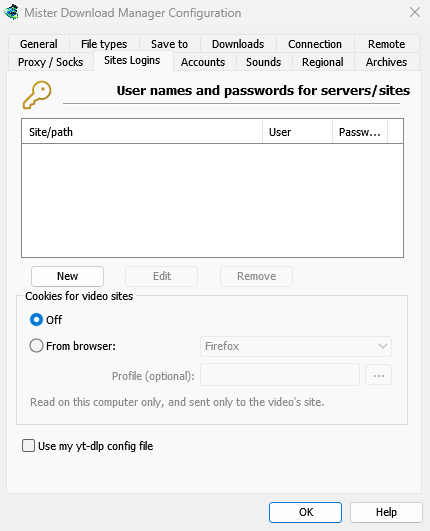 Mister Download Manager Configuration
General File types Save to Downloads Connection Remote
Proxy / Socks Sites Logins Accounts Sounds Regional Archives
User names and passwords for servers/sites
Site/path User Passw...
New Edit Remove
Cookies for video sites
Off
From browser: Firefox
Profile (optional): ...
Read on this computer only, and sent only to the video's site.
Use my yt-dlp config file
OK Help